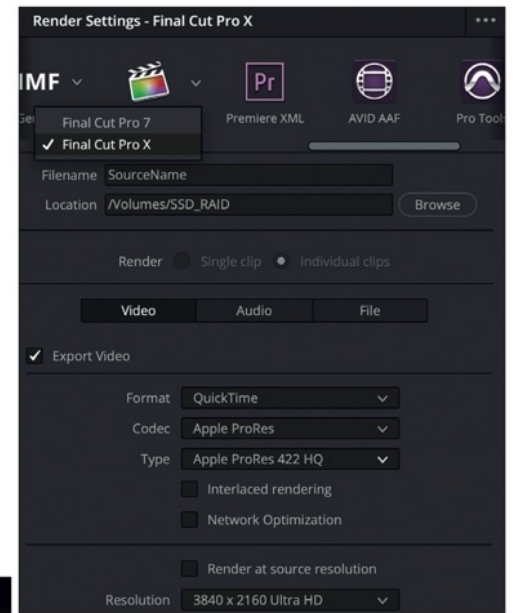 Render Settings - Final Cut Pro X
IMF
Pr
Premiere XML
AVID AAF
Pro Tools
Final Cut Pro 7
✓ Final Cut Pro X
Filename SourceName
Location /Volumes/SSD_RAID Browse
Render Single clip Individual clips
Video Audio File
Export Video
Format QuickTime
Codec Apple ProRes
Type Apple ProRes 422 HQ
Interlaced rendering
Network Optimization
Render at source resolution
Resolution 3840 x 2160 Ultra HD